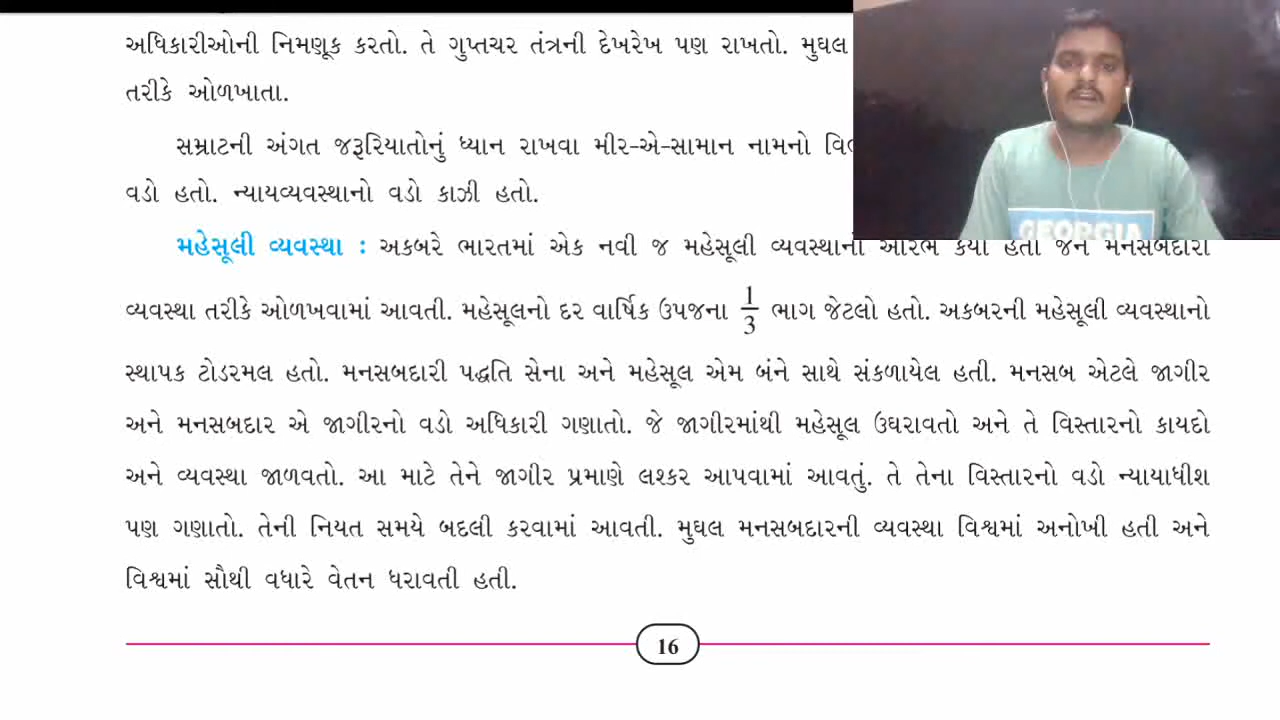 અધિકારીઓની નિમણૂક કરતો. તે ગુપ્તચર તંત્રની દેખરેખ પણ રાખતો. મુઘલ
તરીકે ઓળખાતા.
સમ્રાટની અંગત જરૂરિયાતોનું ધ્યાન રાખવા મીર-એ-સામાન નામનો
વડો હતો. ન્યાયવ્યવસ્થાનો વડો કાઝી હતો.
GEORGIA
મહેસૂલી વ્યવસ્થા : અકબરે ભારતમાં એક નવી જ મહેસૂલી વ્યવસ્થાનો આરંભ કર્યો હતો જેને મનસબદારી
વ્યવસ્થા તરીકે ઓળખવામાં આવતી. મહેસૂલનો દર વાર્ષિક ઉપજના 1/3 ભાગ જેટલો હતો. અકબરની મહેસૂલી વ્યવસ્થાનો
સ્થાપક ટોડરમલ હતો. મનસબદારી પદ્ધતિ સેના અને મહેસૂલ એમ બંને સાથે સંકળાયેલ હતી. મનસબ એટલે જાગીર
અને મનસબદાર એ જાગીરનો વડો અધિકારી ગણાતો. જે જાગીરમાંથી મહેસૂલ ઉઘરાવતો અને તે વિસ્તારનો કાયદો
અને વ્યવસ્થા જાળવતો. આ માટે તેને જાગીર પ્રમાણે લશ્કર આપવામાં આવતું. તે તેના વિસ્તારનો વડો ન્યાયાધીશ
પણ ગણાતો. તેની નિયત સમયે બદલી કરવામાં આવતી. મુઘલ મનસબદારની વ્યવસ્થા વિશ્વમાં અનોખી હતી અને
વિશ્વમાં સૌથી વધારે વેતન ધરાવતી હતી.
16